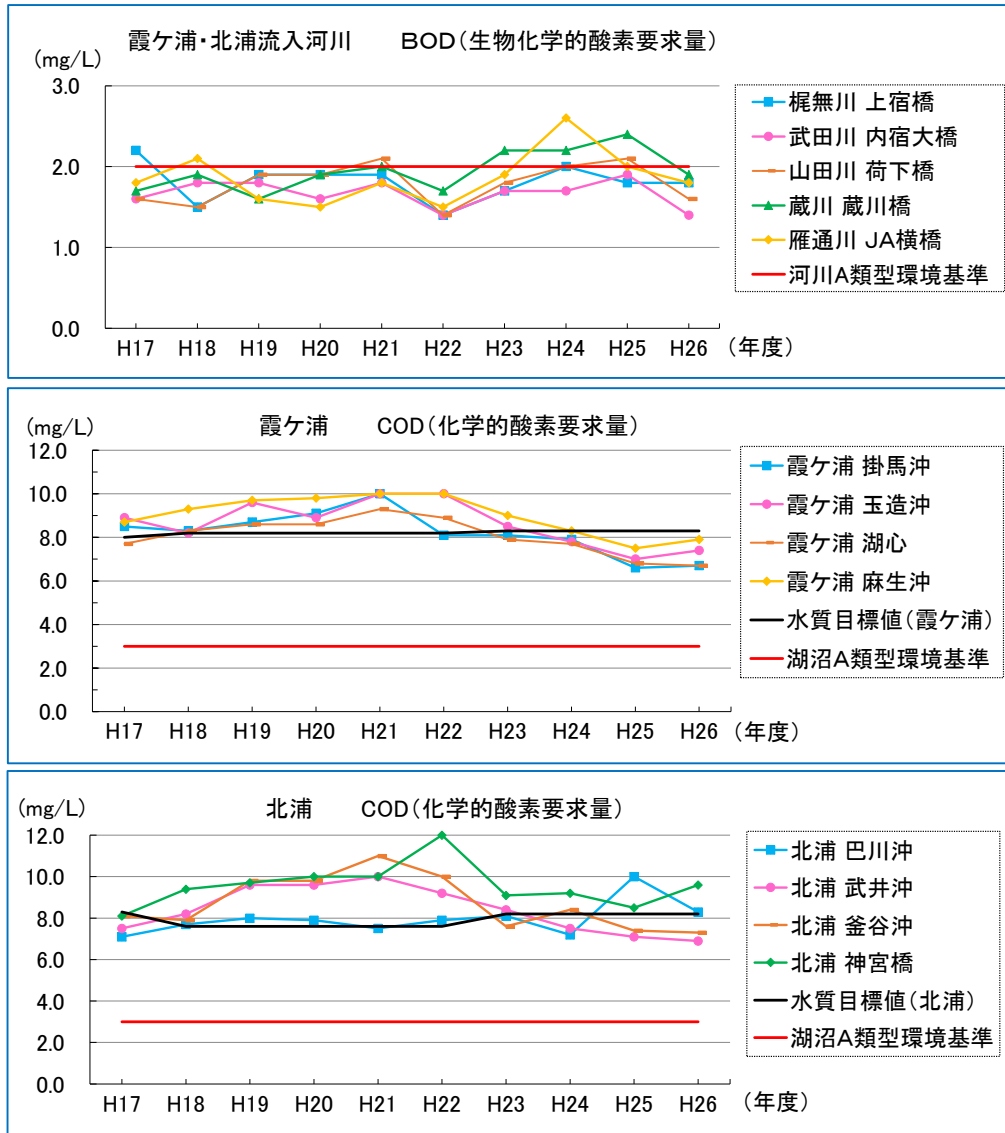 霞ケ浦・北浦流入河川　　BOD(生物化学的酸素要求量)
(mg/L)
3.0
2.0
1.0
0.0
H17 H18 H19 H20 H21 H22 H23 H24 H25 H26 (年度)
梶無川 上宿橋
武田川 内宿大橋
山田川 荷下橋
蔵川 蔵川橋
雁通川 JA横橋
河川A類型環境基準
霞ケ浦　　COD(化学的酸素要求量)
(mg/L)
12.0
10.0
8.0
6.0
4.0
2.0
0.0
H17 H18 H19 H20 H21 H22 H23 H24 H25 H26 (年度)
霞ケ浦 掛馬沖
霞ケ浦 玉造沖
霞ケ浦 湖心
霞ケ浦 麻生沖
水質目標値(霞ケ浦)
湖沼A類型環境基準
北浦　　COD(化学的酸素要求量)
(mg/L)
12.0
10.0
8.0
6.0
4.0
2.0
0.0
H17 H18 H19 H20 H21 H22 H23 H24 H25 H26 (年度)
北浦 巴川沖
北浦 武井沖
北浦 釜谷沖
北浦 神宮橋
水質目標値(北浦)
湖沼A類型環境基準